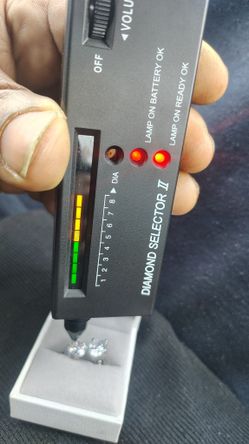 ◄ VOLU
OFF
LAMP ON BATTERY OK
LAMP ON READY OK
1 2 3 4 5 6 7 8 ► DIA
DIAMOND SELECTOR II